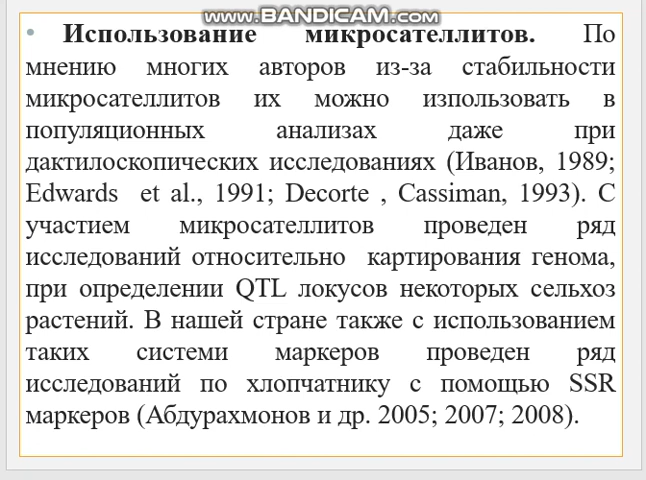 www.BANDICAM.com
• Использование микросателлитов. По
мнению многих авторов из-за стабильности
микросателлитов их можно изпользовать в
популяционных анализах даже при
дактилоскопических исследованиях (Иванов, 1989;
Edwards et al., 1991; Decorte , Cassiman, 1993). С
участием микросателлитов проведен ряд
исследований относительно картирования генома,
при определении QTL локусов некоторых сельхоз
растений. В нашей стране также с использованием
таких системи маркеров проведен ряд
исследований по хлопчатнику с помощью SSR
маркеров (Абдурахмонов и др. 2005; 2007; 2008).